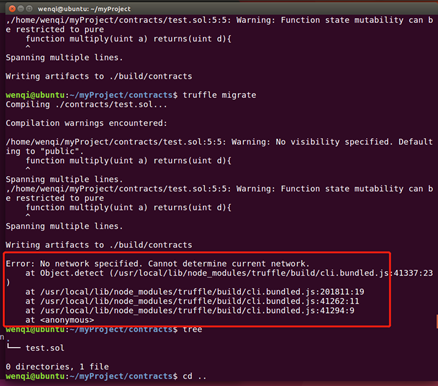 wenqi@ubuntu: ~/myProject
,/home/wenqi/myProject/contracts/test.sol:5:5: Warning: Function state mutability can b
e restricted to pure
function multiply(uint a) returns(uint d){
^
Spanning multiple lines.
Writing artifacts to ./build/contracts
wenqi@ubuntu:~/myProject/contracts$ truffle migrate
Compiling ./contracts/test.sol...
Compilation warnings encountered:
/home/wenqi/myProject/contracts/test.sol:5:5: Warning: No visibility specified. Default
ing to "public".
function multiply(uint a) returns(uint d){
^
Spanning multiple lines.
,/home/wenqi/myProject/contracts/test.sol:5:5: Warning: Function state mutability can b
e restricted to pure
function multiply(uint a) returns(uint d){
^
Spanning multiple lines.
Writing artifacts to ./build/contracts
Error: No network specified. Cannot determine current network.
at Object.detect (/usr/local/lib/node_modules/truffle/build/cli.bundled.js:41337:23
)
at /usr/local/lib/node_modules/truffle/build/cli.bundled.js:201811:19
at /usr/local/lib/node_modules/truffle/build/cli.bundled.js:41262:11
at /usr/local/lib/node_modules/truffle/build/cli.bundled.js:41294:9
at <anonymous>
wenqi@ubuntu:~/myProject/contracts$ tree
.
└── test.sol
0 directories, 1 file
wenqi@ubuntu:~/myProject/contracts$ cd ..